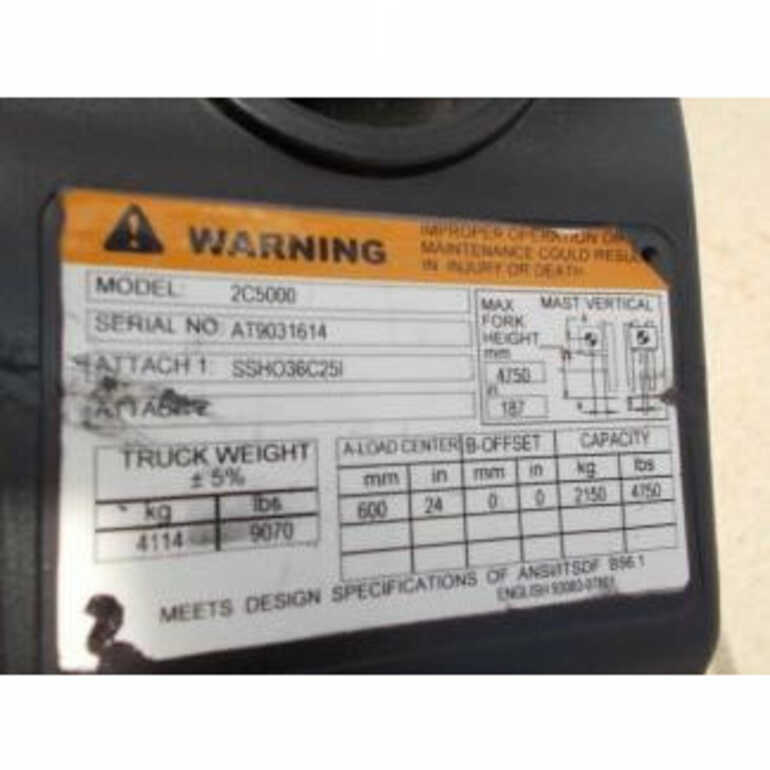 WARNING
IMPROPER OPERATION OR
MAINTENANCE COULD RESUL
IN INJURY OR DEATH
MODEL: 2C5000
SERIAL NO AT9031614
ATTACH 1: SSHO36C25I
MAX FORK HEIGHT
mm
4750
in
187
MAST VERTICAL
TRUCK WEIGHT
± 5%
kg lbs
4114 9070
A-LOAD CENTER B-OFFSET CAPACITY
mm in mm in kg lbs
600 24 0 0 2150 4750
MEETS DESIGN SPECIFICATIONS OF ANSI/ITSDF B56.1
ENGLISH